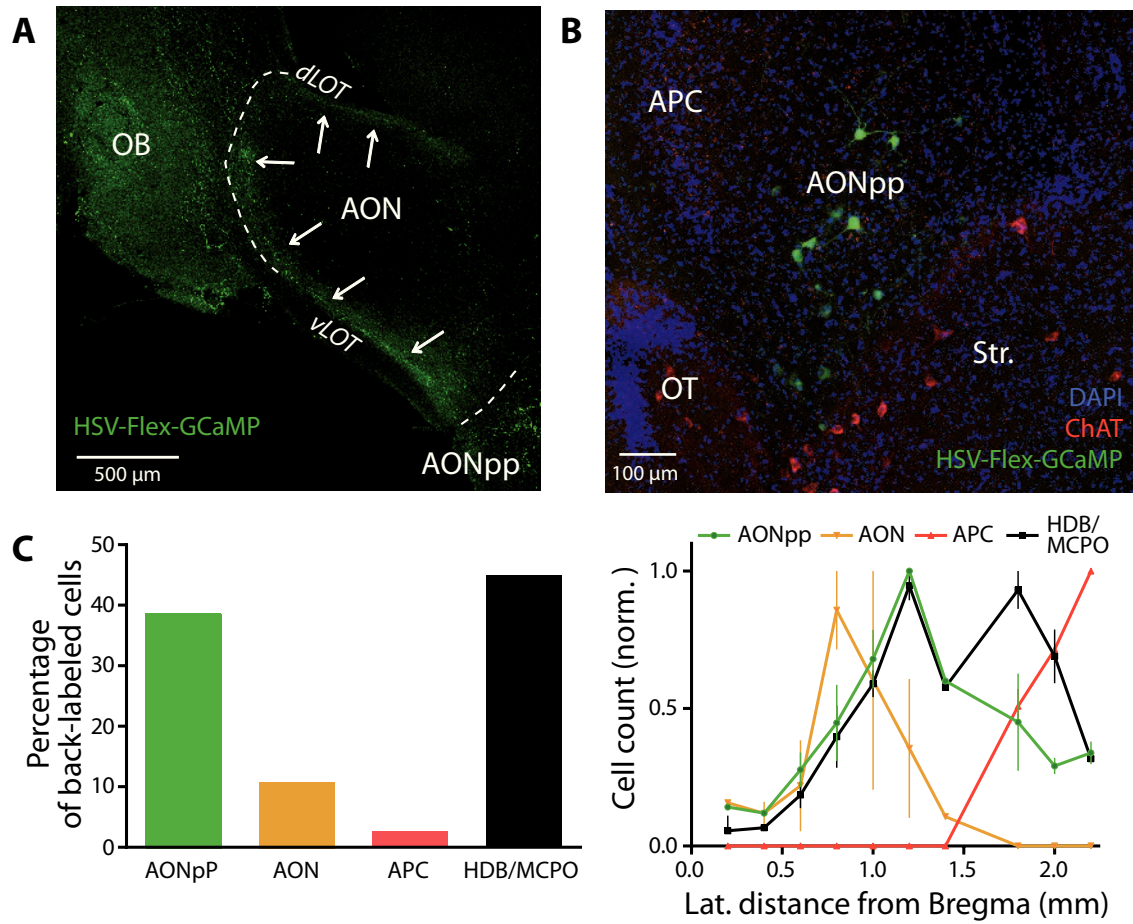 A
OB
dLOT
AON
vLOT
HSV-Flex-GCaMP
500 µm
AONpp
B
APC
AONpp
Str.
OT
DAPI
ChAT
HSV-Flex-GCaMP
100 µm
C
Percentage
of back-labeled cells
50
40
30
20
10
0
AONpP
AON
APC
HDB/MCPO
AONpp
AON
APC
HDB/
MCPO
Cell count (norm. )
1.0
0.5
0.0
0.0
0.5
1.0
1.5
2.0
Lat. distance from Bregma (mm)